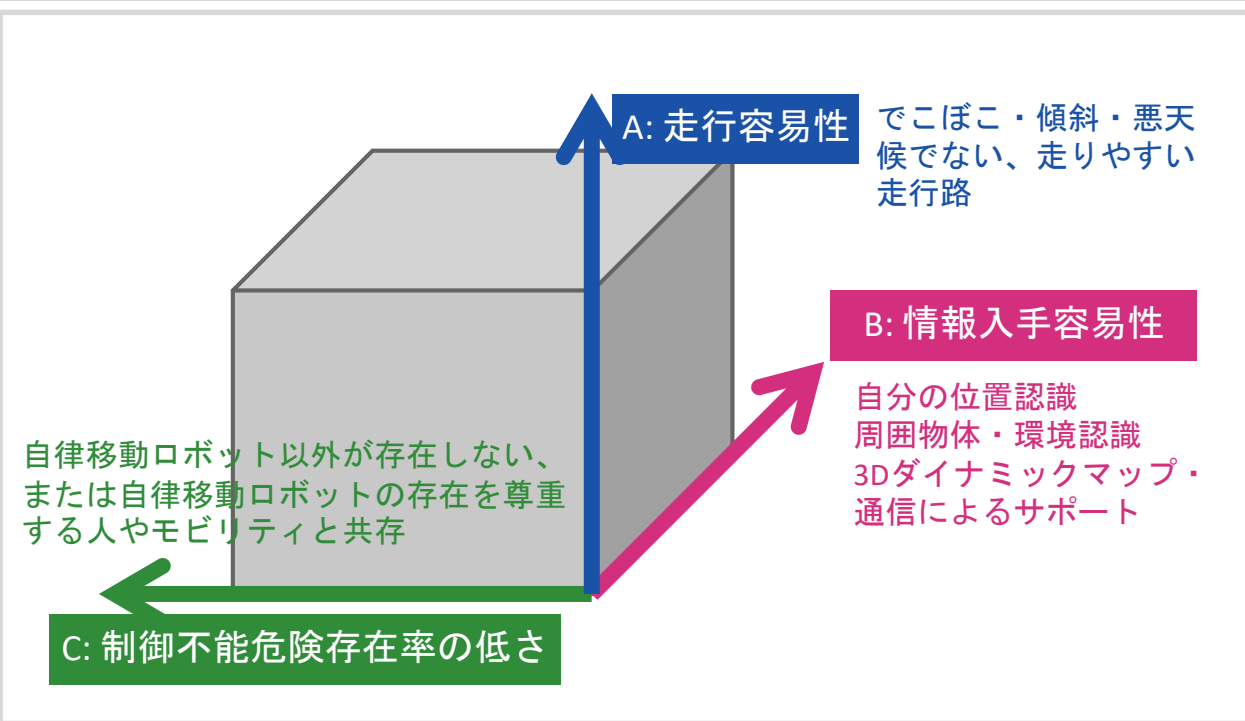 A: 走行容易性
でこぼこ・傾斜・悪天
候でない、走りやすい
走行路
B: 情報入手容易性
自分の位置認識
周囲物体・環境認識
3Dダイナミックマップ・
通信によるサポート
自律移動ロボット以外が存在しない、
または自律移動ロボットの存在を尊重
する人やモビリティと共存
C: 制御不能危険存在率の低さ